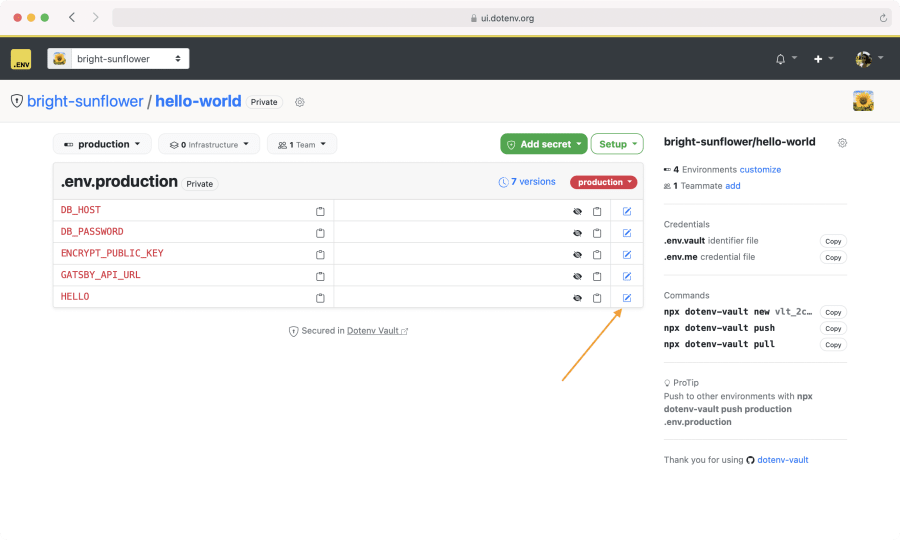 ui.dotenv.org
.ENV
bright-sunflower
bright-sunflower / hello-world Private
production
0 Infrastructure
1 Team
Add secret
Setup
.env.production Private
7 versions
production
DB_HOST
DB_PASSWORD
ENCRYPT_PUBLIC_KEY
GATSBY_API_URL
HELLO
Secured in Dotenv Vault
bright-sunflower/hello-world
4 Environments customize
1 Teammate add
Credentials
.env.vault identifier file Copy
.env.me credential file Copy
Commands
npx dotenv-vault new vlt_2c… Copy
npx dotenv-vault push Copy
npx dotenv-vault pull Copy
ProTip
Push to other environments with npx
dotenv-vault push production
.env.production
Thank you for using dotenv-vault